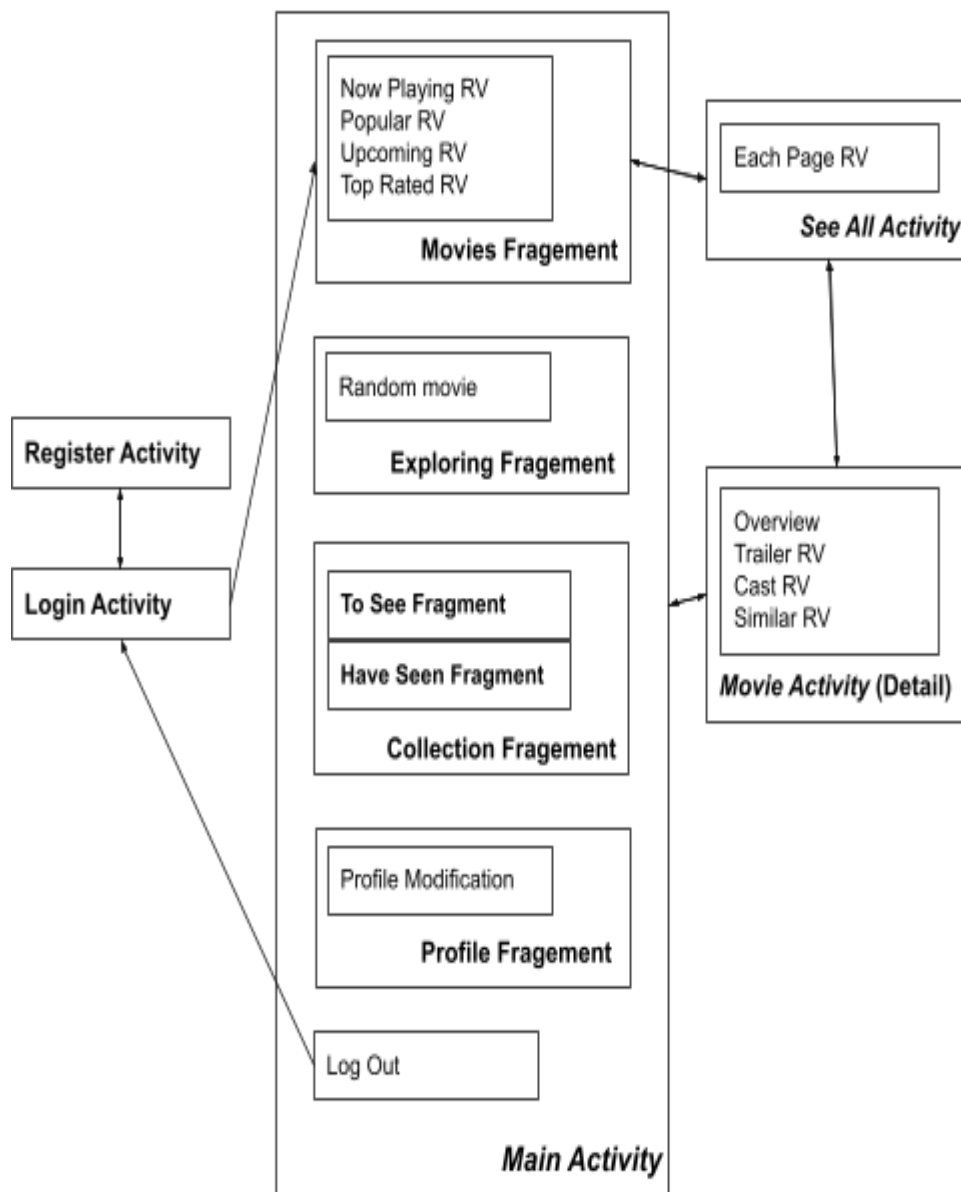 Now Playing RV
Popular RV
Upcoming RV
Top Rated RV
Movies Fragement
Each Page RV
See All Activity
Random movie
Exploring Fragement
Register Activity
Login Activity
To See Fragment
Have Seen Fragment
Collection Fragement
Overview
Trailer RV
Cast RV
Similar RV
Movie Activity (Detail)
Profile Modification
Profile Fragement
Log Out
Main Activity